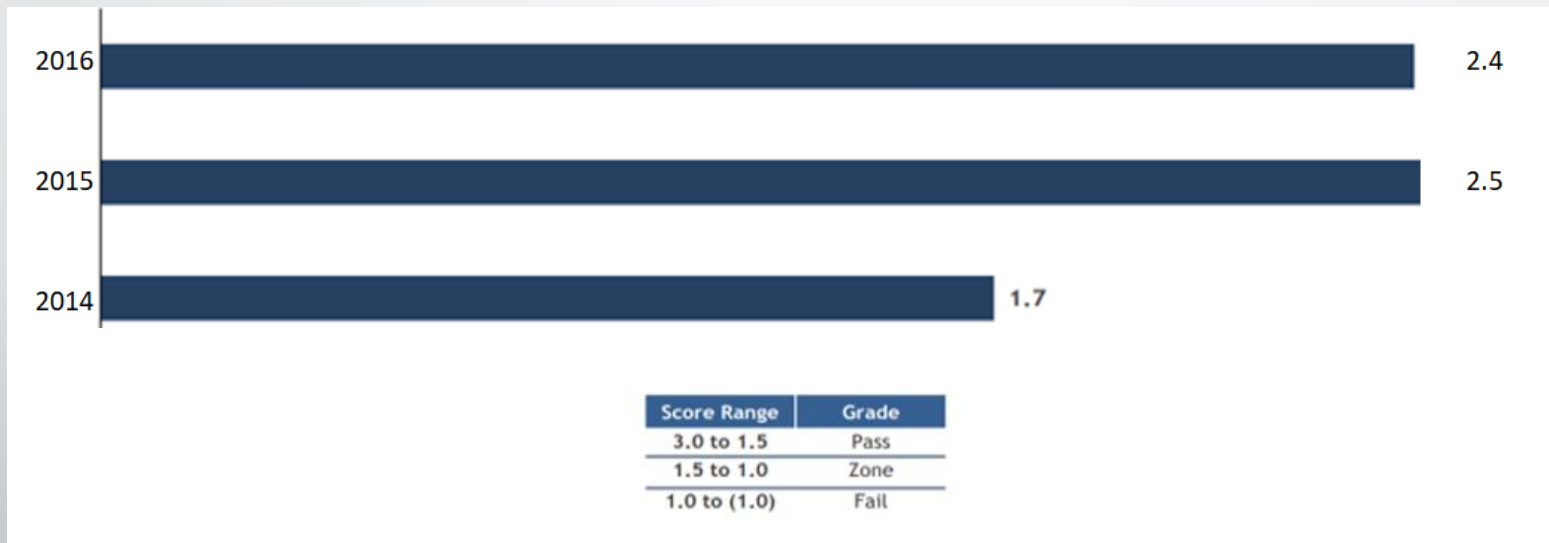 2016 2.4
2015 2.5
2014 1.7
Score Range Grade
3.0 to 1.5 Pass
1.5 to 1.0 Zone
1.0 to (1.0) Fail